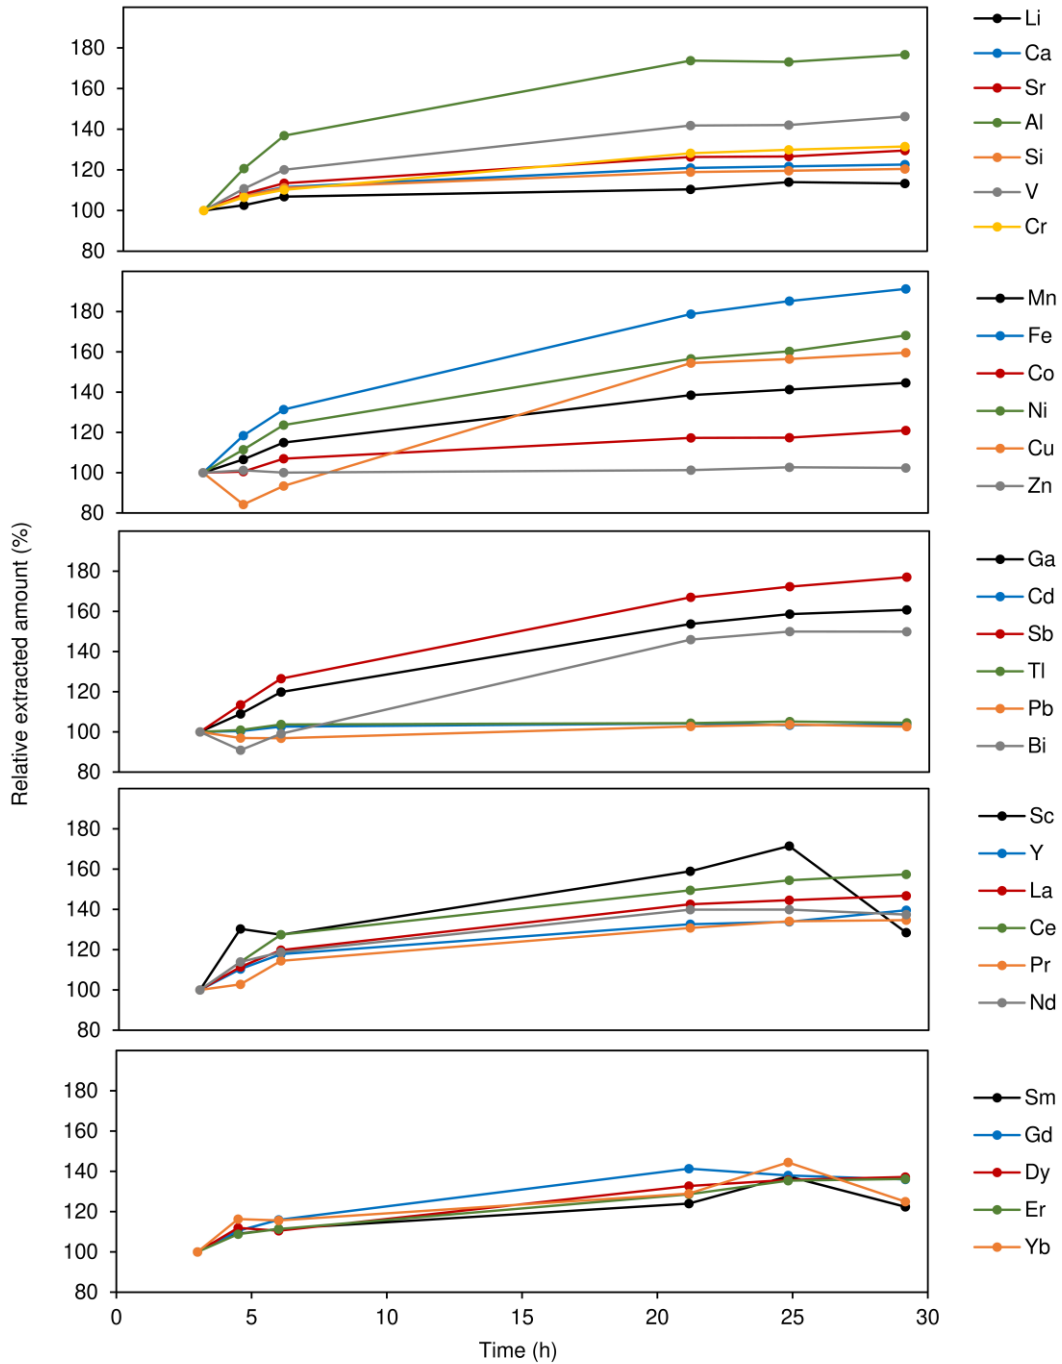 180
160
140
120
100
80
Li
Ca
Sr
Al
Si
V
Cr
180
160
140
120
100
80
Mn
Fe
Co
Ni
Cu
Zn
Relative extracted amount (%)
180
160
140
120
100
80
Ga
Cd
Sb
Tl
Pb
Bi
180
160
140
120
100
80
Sc
Y
La
Ce
Pr
Nd
180
160
140
120
100
80
Sm
Gd
Dy
Er
Yb
0 5 10 15 20 25 30
Time (h)